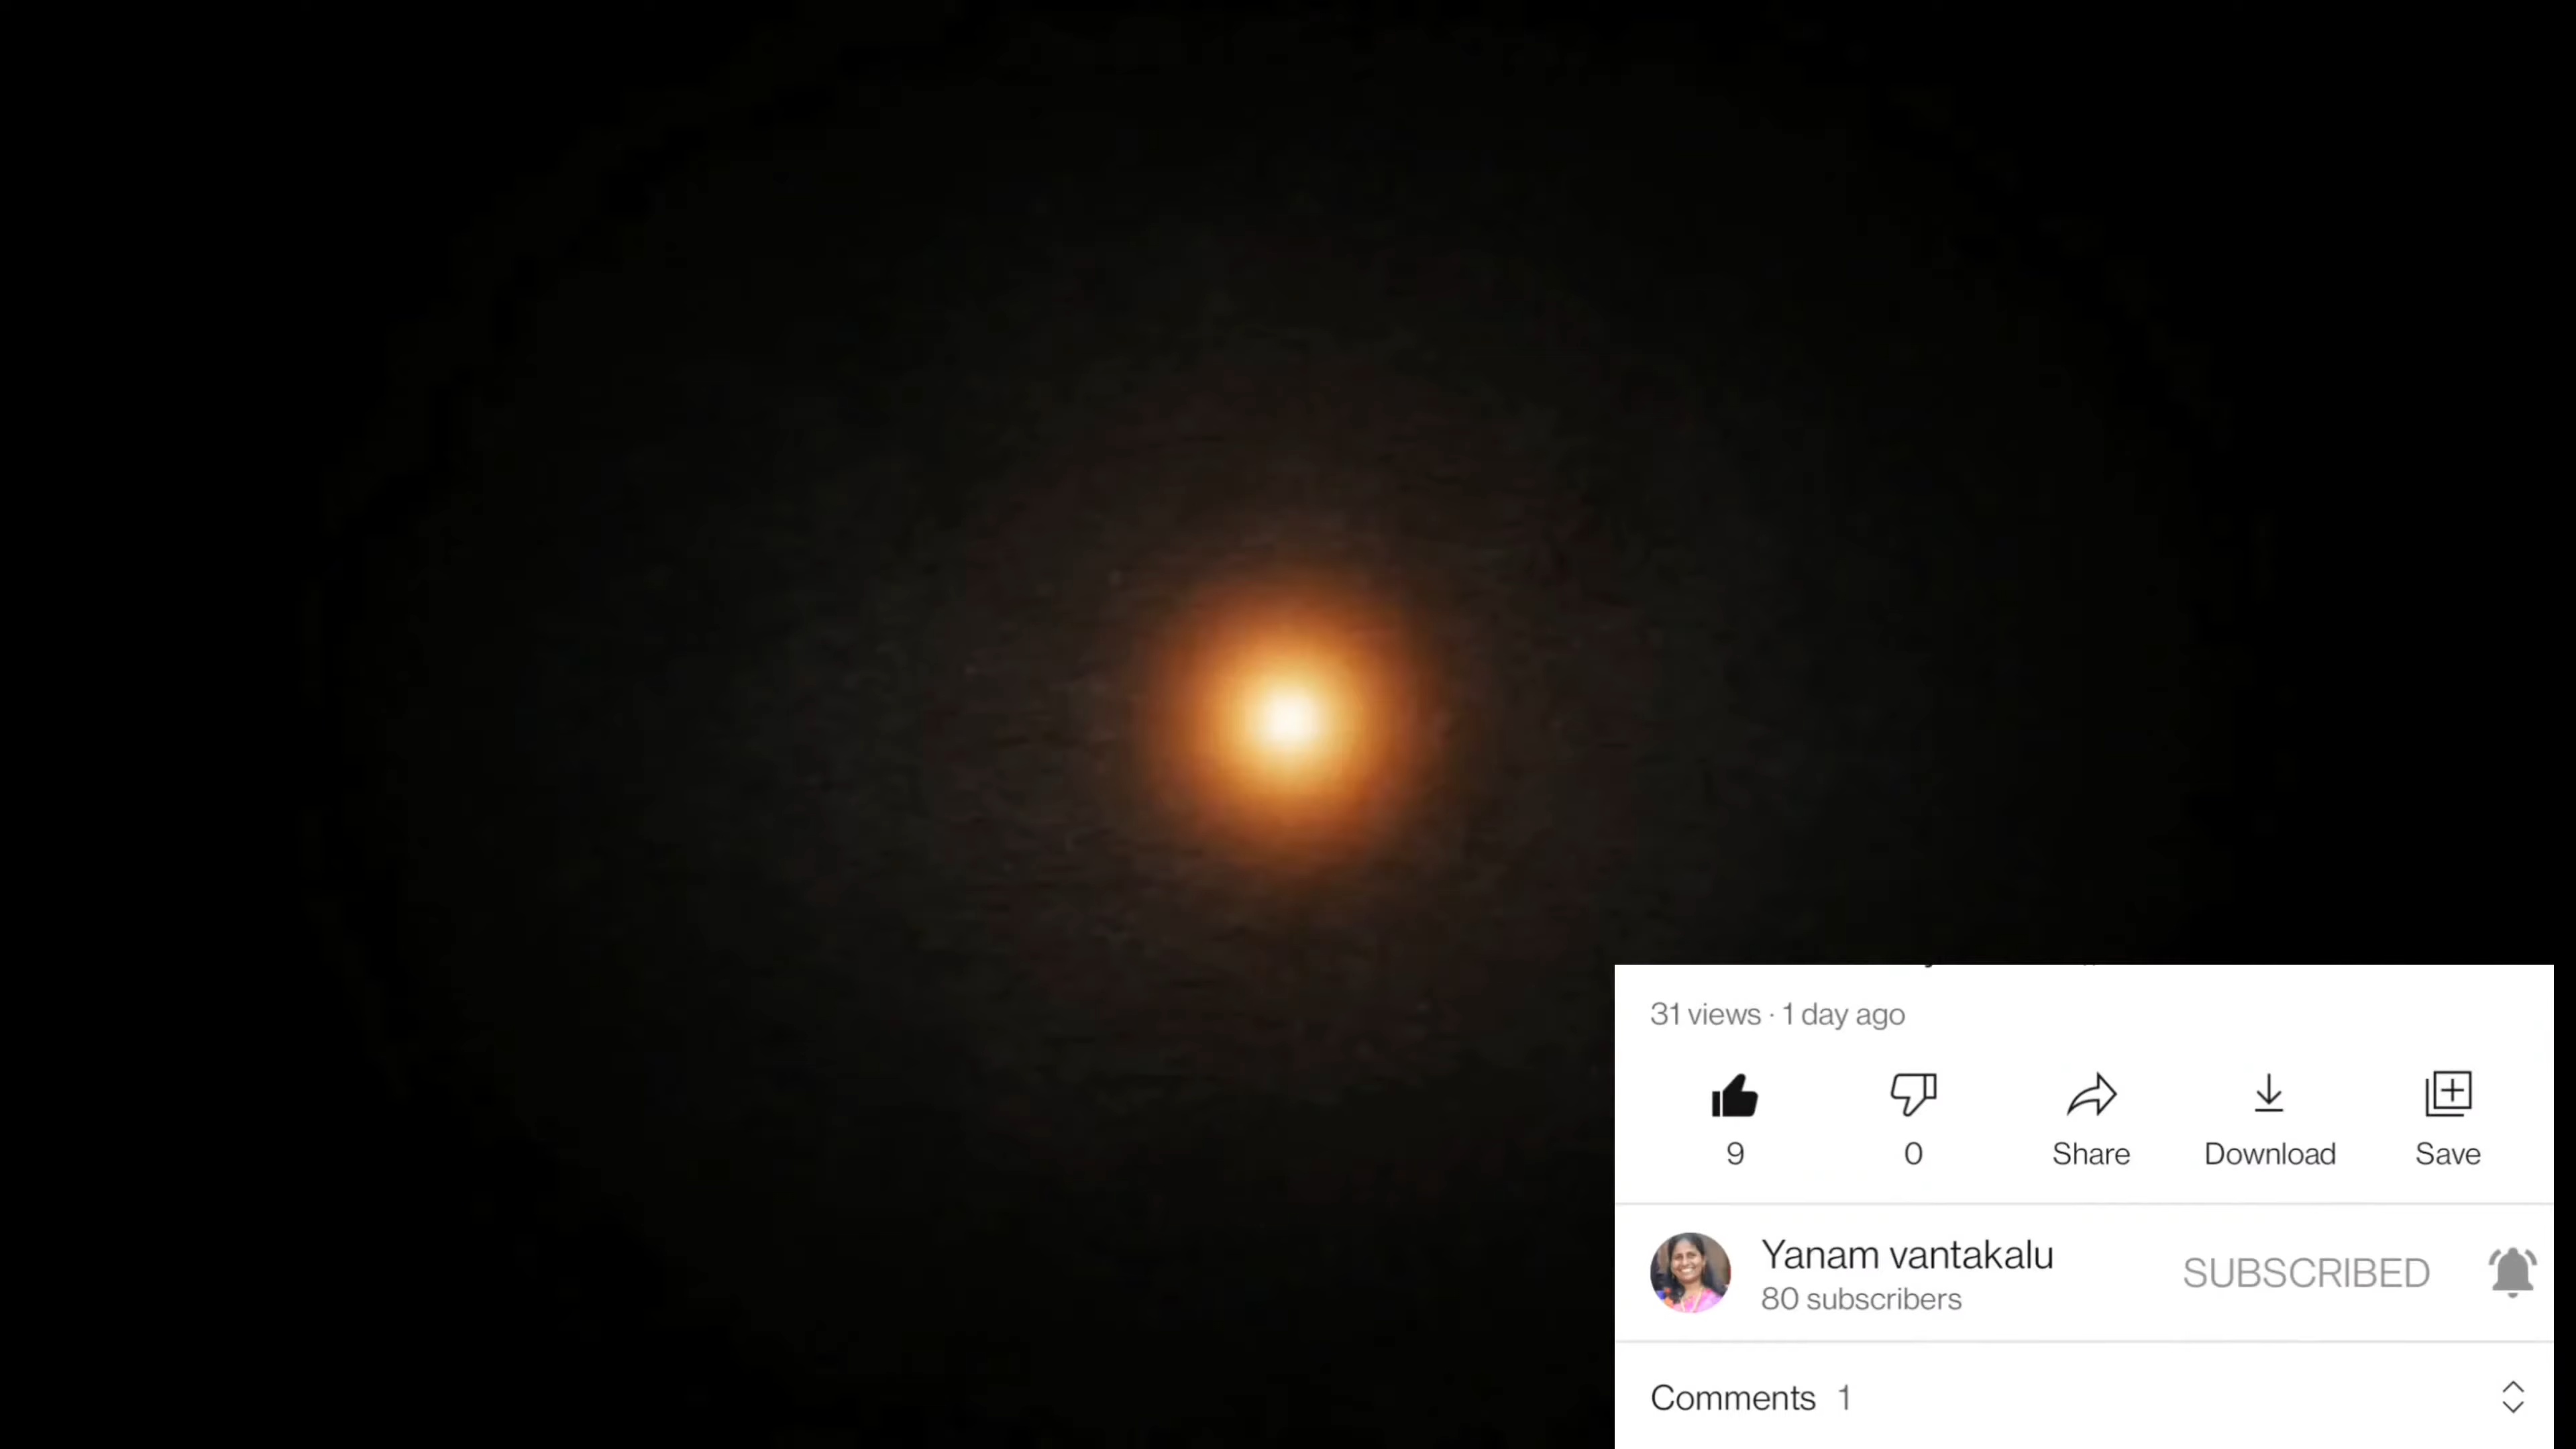 31 views · 1 day ago
9 0 Share Download Save
Yanam vantakalu
80 subscribers
SUBSCRIBED
Comments 1